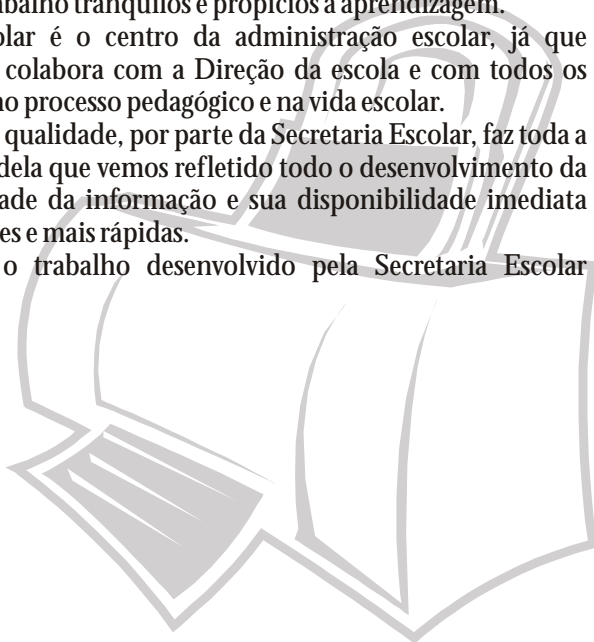 balho tranquilos e propícios à aprendizagem.
olar é o centro da administração escolar, já que
colabora com a Direção da escola e com todos os
no processo pedagógico e na vida escolar.
qualidade, por parte da Secretaria Escolar, faz toda a
dela que vemos refletido todo o desenvolvimento da
ade da informação e sua disponibilidade imediata
es e mais rápidas.
o trabalho desenvolvido pela Secretaria Escolar